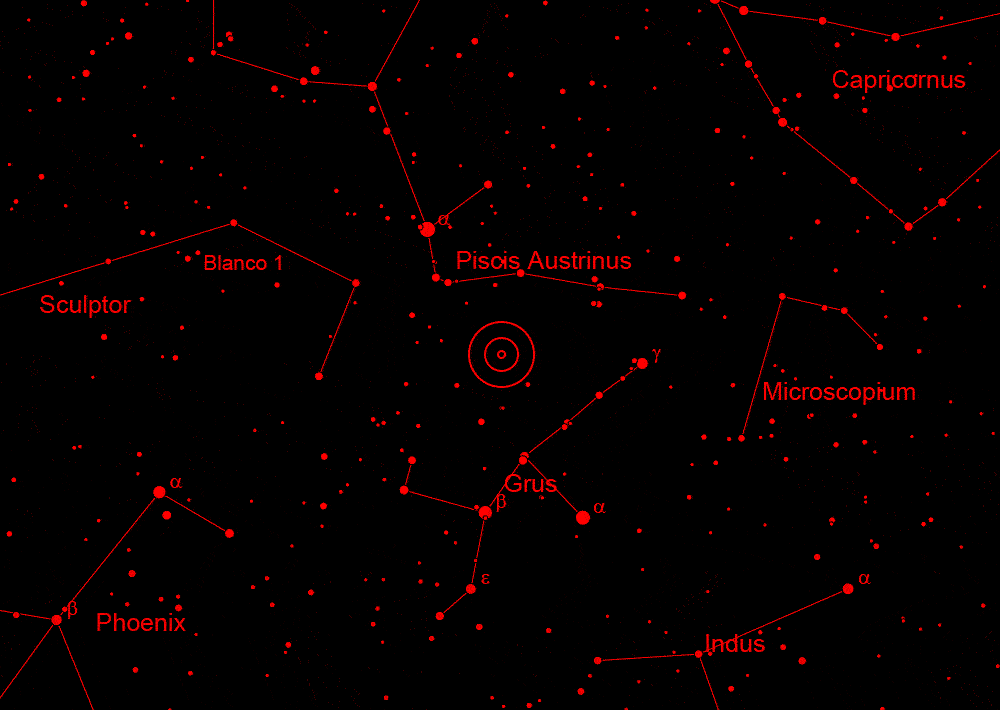 Capricornus
α
Piscis Austrinus
Blanco 1
Sculptor
γ
Microscopium
α
Grus
β
α
ε
α
β
Phoenix
Indus